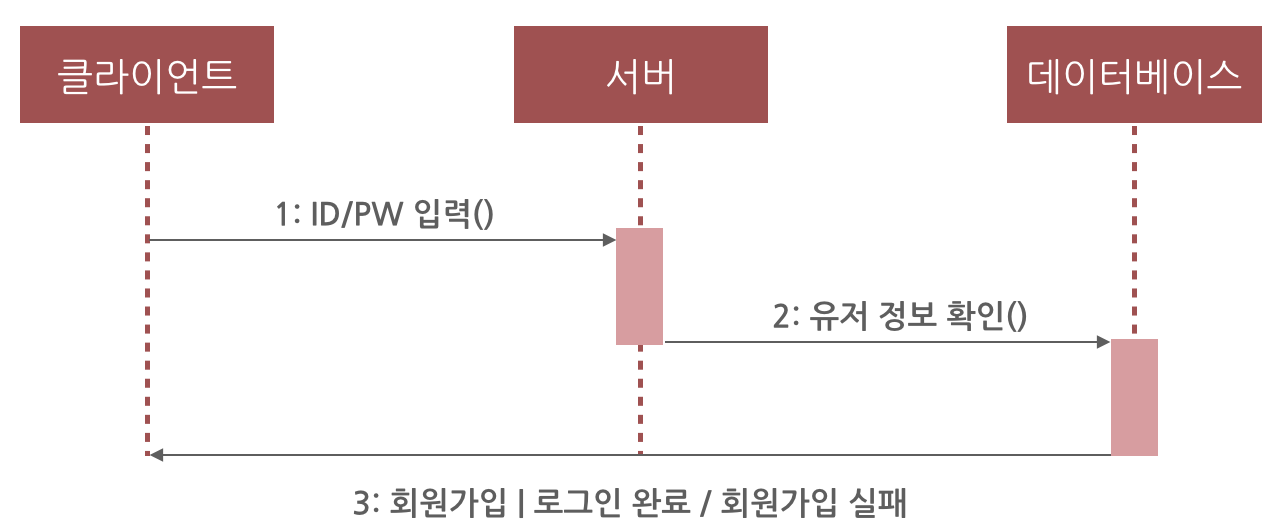 클라이언트
서버
데이터베이스
1: ID/PW 입력()
2: 유저 정보 확인()
3: 회원가입 | 로그인 완료 / 회원가입 실패